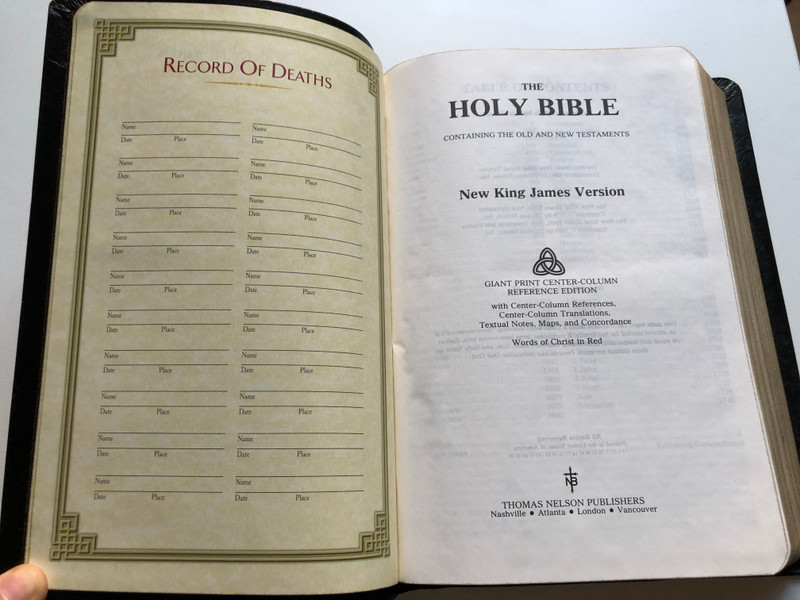 RECORD OF DEATHS
Name Name
Date Place Date Place
Name Name
Date Place Date Place
Name Name
Date Place Date Place
Name Name
Date Place Date Place
Name Name
Date Place Date Place
Name Name
Date Place Date Place
Name Name
Date Place Date Place
Name Name
Date Place Date Place
Name Name
Date Place Date Place
Name Name
Date Place Date Place
THE
HOLY BIBLE
CONTAINING THE OLD AND NEW TESTAMENTS
New King James Version
GIANT PRINT CENTER-COLUMN
REFERENCE EDITION
with Center-Column References,
Center-Column Translations,
Textual Notes, Maps, and Concordance
Words of Christ in Red
NB
THOMAS NELSON PUBLISHERS
Nashville • Atlanta • London • Vancouver